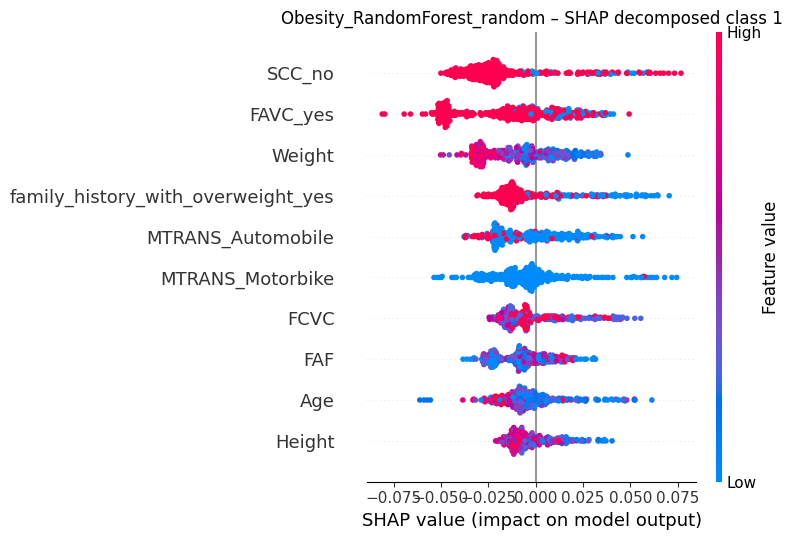 Obesity_RandomForest_random – SHAP decomposed class 1
High
SCC_no
FAVC_yes
Weight
family_history_with_overweight_yes
MTRANS_Automobile
MTRANS_Motorbike
FCVC
FAF
Age
Height
Feature value
Low
−0.075 −0.050 −0.025 0.000 0.025 0.050 0.075
SHAP value (impact on model output)